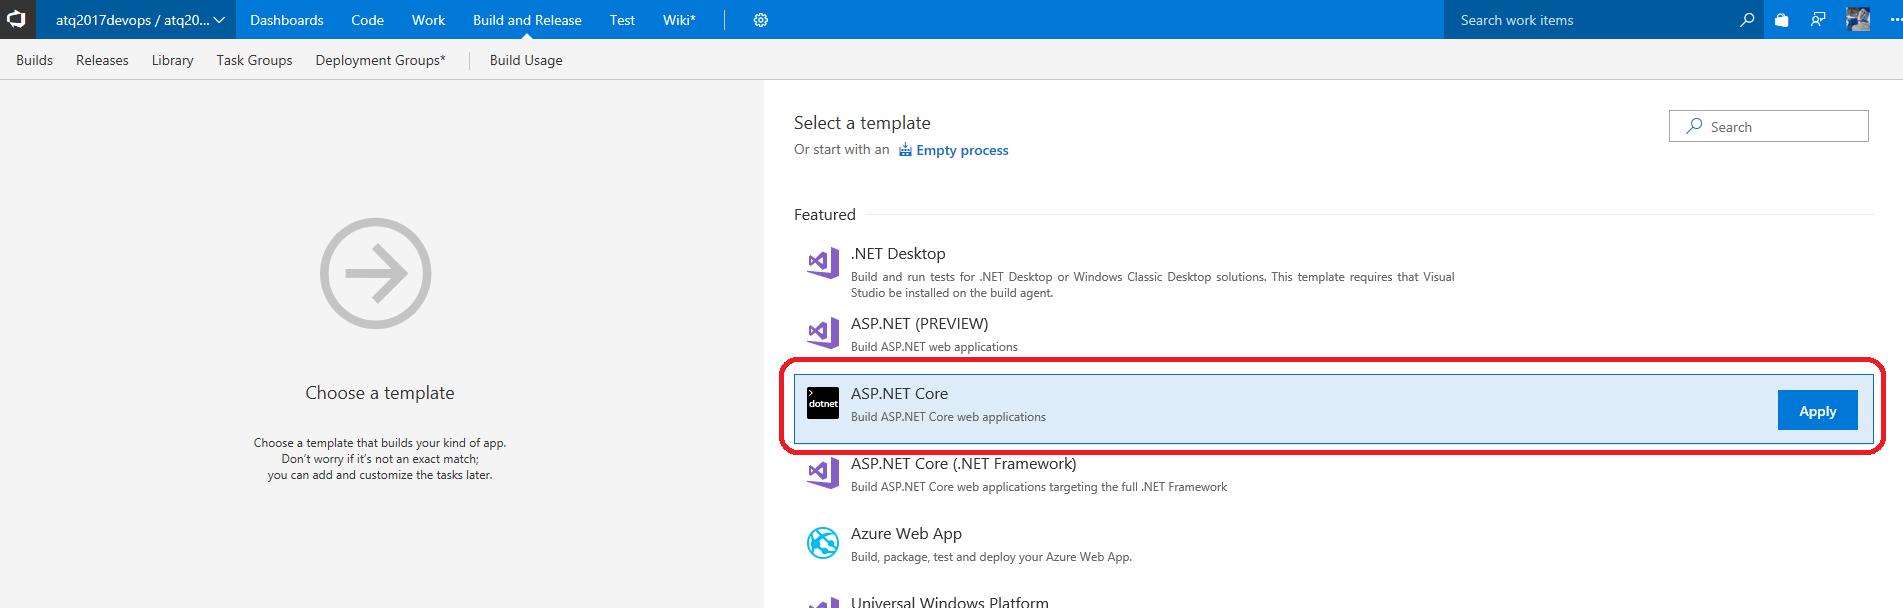 atq2017devops / atq20... Dashboards Code Work Build and Release Test Wiki* Search work items
Builds Releases Library Task Groups Deployment Groups* Build Usage
Choose a template
Choose a template that builds your kind of app.
Don't worry if it's not an exact match;
you can add and customize the tasks later.
Select a template
Search
Or start with an Empty process
Featured
.NET Desktop
Build and run tests for .NET Desktop or Windows Classic Desktop solutions. This template requires that Visual
Studio be installed on the build agent.
ASP.NET (PREVIEW)
Build ASP.NET web applications
dotnet
ASP.NET Core
Build ASP.NET Core web applications
Apply
ASP.NET Core (.NET Framework)
Build ASP.NET Core web applications targeting the full .NET Framework
Azure Web App
Build, package, test and deploy your Azure Web App.
Universal Windows Platform